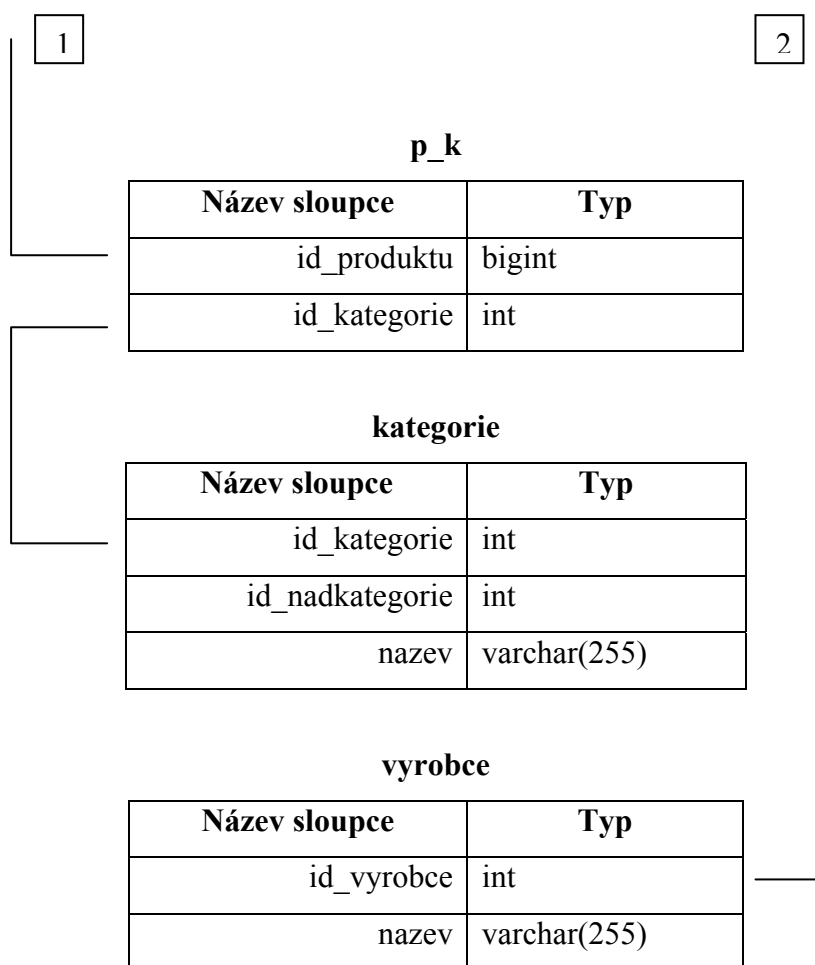 1 2
p_k
Název sloupce Typ
id_produktu bigint
id_kategorie int
kategorie
Název sloupce Typ
id_kategorie int
id_nadkategorie int
nazev varchar(255)
vyrobce
Název sloupce Typ
id_vyrobce int
nazev varchar(255)